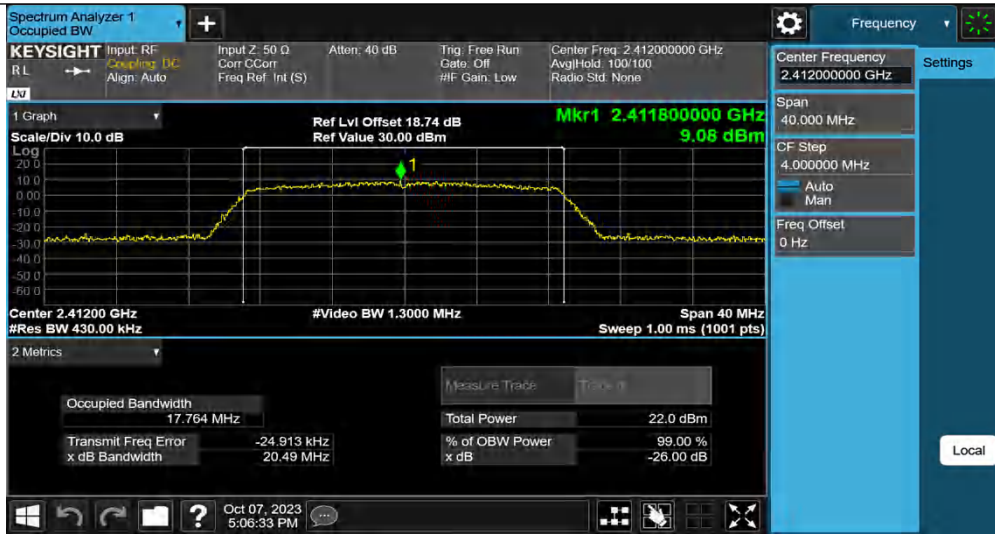 Spectrum Analyzer 1
Occupied BW
+
Frequency
KEYSIGHT Input: RF
RL
Coupling: DC
Align: Auto
LXI
Input Z: 50 Ω
Corr CCorr
Freq Ref: Int (S)
Atten: 40 dB
Trig: Free Run
Gate: Off
#IF Gain: Low
Center Freq: 2.412000000 GHz
Avg|Hold: 100/100
Radio Std: None
1 Graph
Scale/Div 10.0 dB
Ref Lvl Offset 18.74 dB
Ref Value 30.00 dBm
Mkr1 2.411800000 GHz
9.08 dBm
Log
20.0
10.0
0.00
-10.0
-20.0
-30.0
-40.0
-50.0
-60.0
1
Center 2.41200 GHz
#Res BW 430.00 kHz
#Video BW 1.3000 MHz
Span 40 MHz
Sweep 1.00 ms (1001 pts)
2 Metrics
Measure Trace
Occupied Bandwidth
17.764 MHz
Total Power 22.0 dBm
Transmit Freq Error -24.913 kHz
x dB Bandwidth 20.49 MHz
% of OBW Power 99.00 %
x dB -26.00 dB
Center Frequency
2.412000000 GHz
Settings
Span
40.000 MHz
CF Step
4.000000 MHz
Auto
Man
Freq Offset
0 Hz
Local
?
Oct 07, 2023
5:06:33 PM